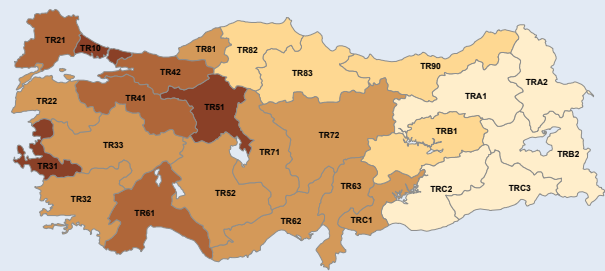 TR21
TR10
TR81
TR82
TR42
TR83
TR90
TRA2
TR22
TR41
TR51
TRA1
TR33
TR72
TRB1
TR31
TR71
TRB2
TR32
TR52
TR63
TRC2
TRC3
TR61
TR62
TRC1